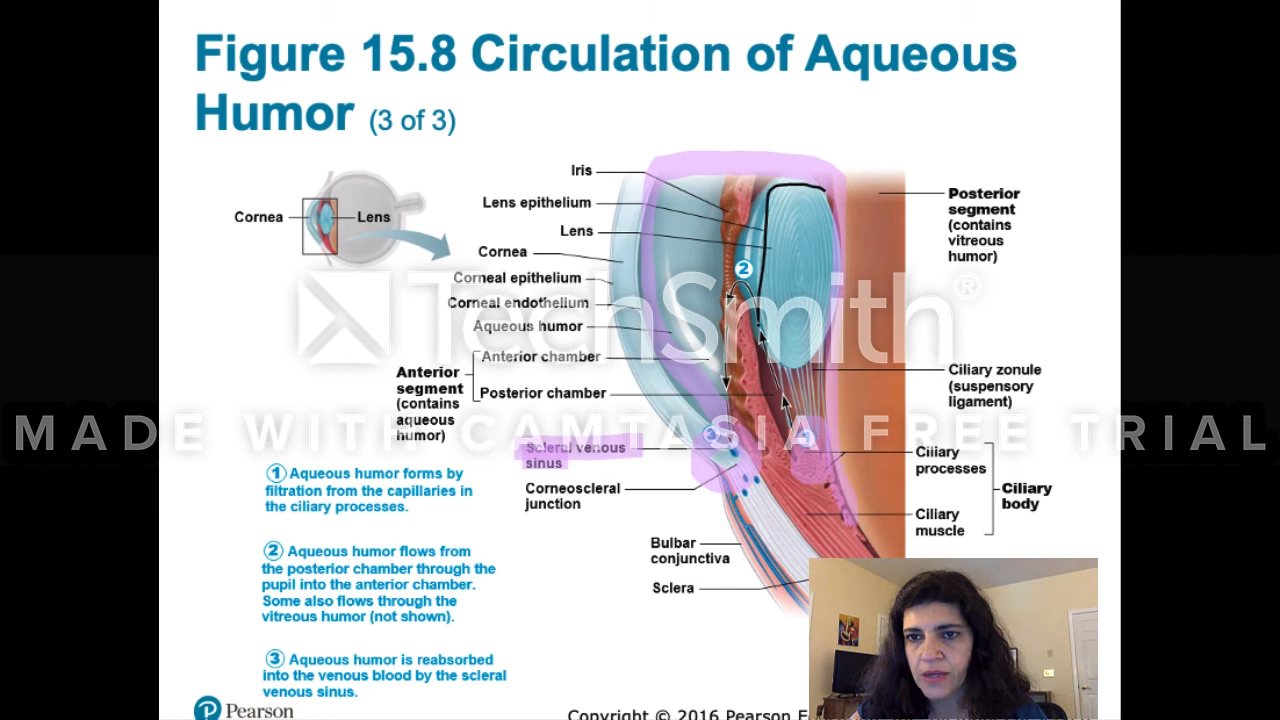 Figure 15.8 Circulation of Aqueous
Humor (3 of 3)
Cornea
Lens
Iris
Lens epithelium
Lens
Cornea
Corneal epithelium
Corneal endothelium
Aqueous humor
Anterior
segment
(contains
aqueous
humor)
Anterior chamber
Posterior chamber
Scleral venous
sinus
Corneoscleral
junction
Bulbar
conjunctiva
Sclera
2
3
1
Posterior
segment
(contains
vitreous
humor)
Ciliary zonule
(suspensory
ligament)
Ciliary
processes
Ciliary
muscle
Ciliary
body
1 Aqueous humor forms by
filtration from the capillaries in
the ciliary processes.
2 Aqueous humor flows from
the posterior chamber through the
pupil into the anterior chamber.
Some also flows through the
vitreous humor (not shown).
3 Aqueous humor is reabsorbed
into the venous blood by the scleral
venous sinus.
TechSmith®
MADE WITH CAMTASIA FREE TRIAL
P Pearson
Copyright © 2016 Pearson